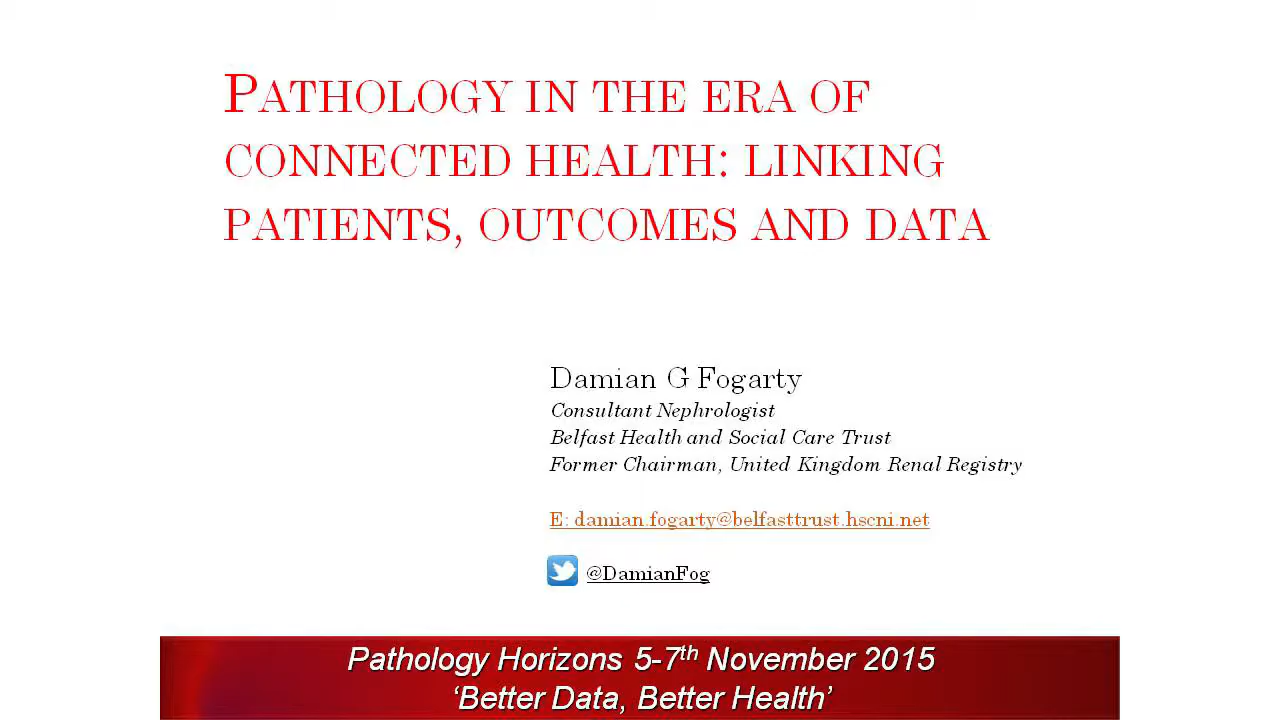 PATHOLOGY IN THE ERA OF
CONNECTED HEALTH: LINKING
PATIENTS, OUTCOMES AND DATA
Damian G Fogarty
Consultant Nephrologist
Belfast Health and Social Care Trust
Former Chairman, United Kingdom Renal Registry
E: damian.fogarty@belfasttrust.hscni.net
@DamianFog
Pathology Horizons 5-7th November 2015
‘Better Data, Better Health’